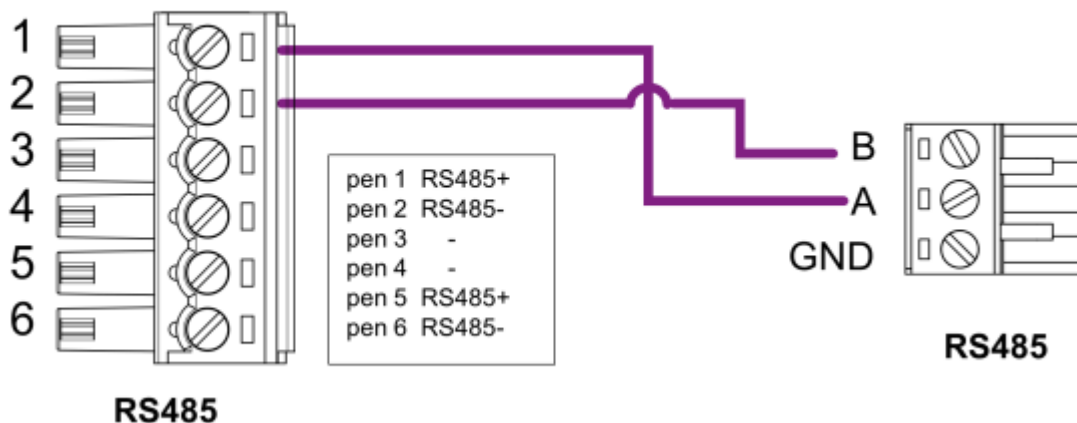 1
2
3
4
5
6
pen 1 RS485+
pen 2 RS485-
pen 3 -
pen 4 -
pen 5 RS485+
pen 6 RS485-
RS485
B
A
GND
RS485